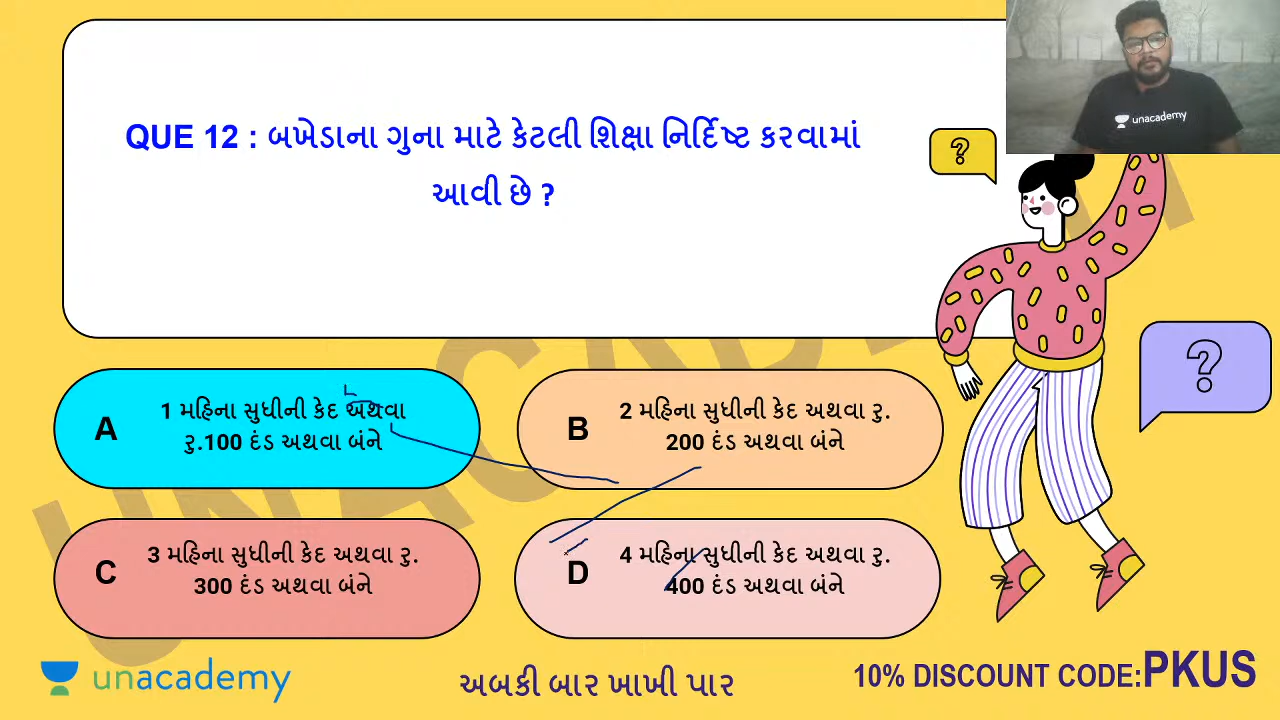 QUE 12 : બખેડાના ગુના માટે કેટલી શિક્ષા નિર્દિષ્ટ કરવામાં
આવી છે ?
unacademy
?
?
UNACADEMY
A
1 મહિના સુધીની કેદ અથવા
રુ.100 દંડ અથવા બંને
B
2 મહિના સુધીની કેદ અથવા રુ.
200 દંડ અથવા બંને
C
3 મહિના સુધીની કેદ અથવા રુ.
300 દંડ અથવા બંને
D
4 મહિના સુધીની કેદ અથવા રુ.
400 દંડ અથવા બંને
unacademy
અબકી બાર ખાખી પાર
10% DISCOUNT CODE:PKUS